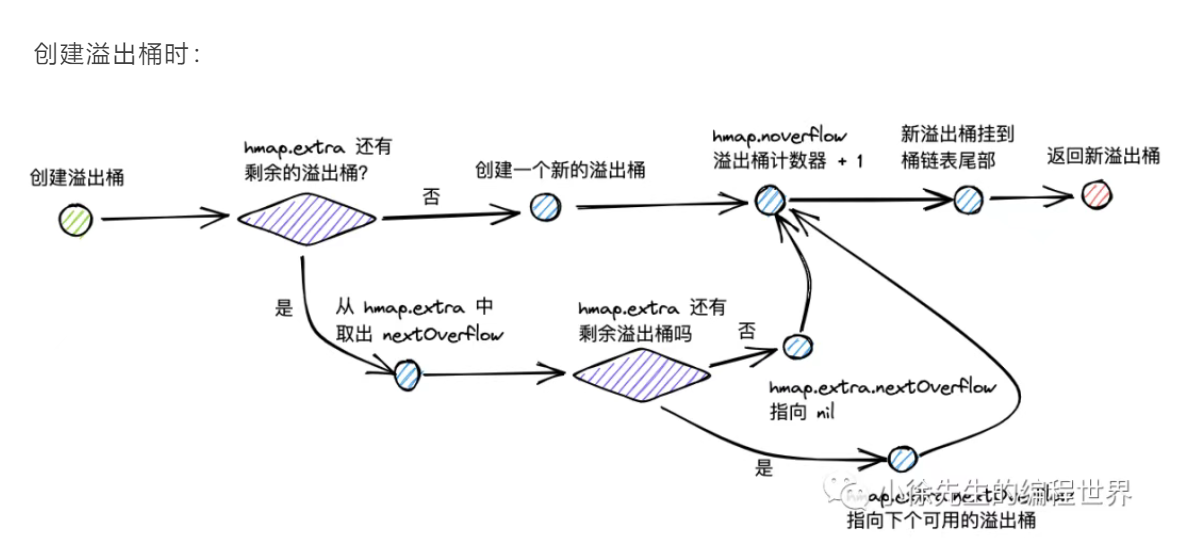 创建溢出桶时：
hmap.extra 还有
剩余的溢出桶？
创建溢出桶
否
创建一个新的溢出桶
hmap.noverflow
溢出桶计数器 + 1
新溢出桶挂到
桶链表尾部
返回新溢出桶
是
从 hmap.extra 中
取出 nextOverflow
hmap.extra 还有
剩余溢出桶吗
否
hmap.extra.nextOverflow
指向 nil
是
小徐先生的编程世界
指向下个可用的溢出桶